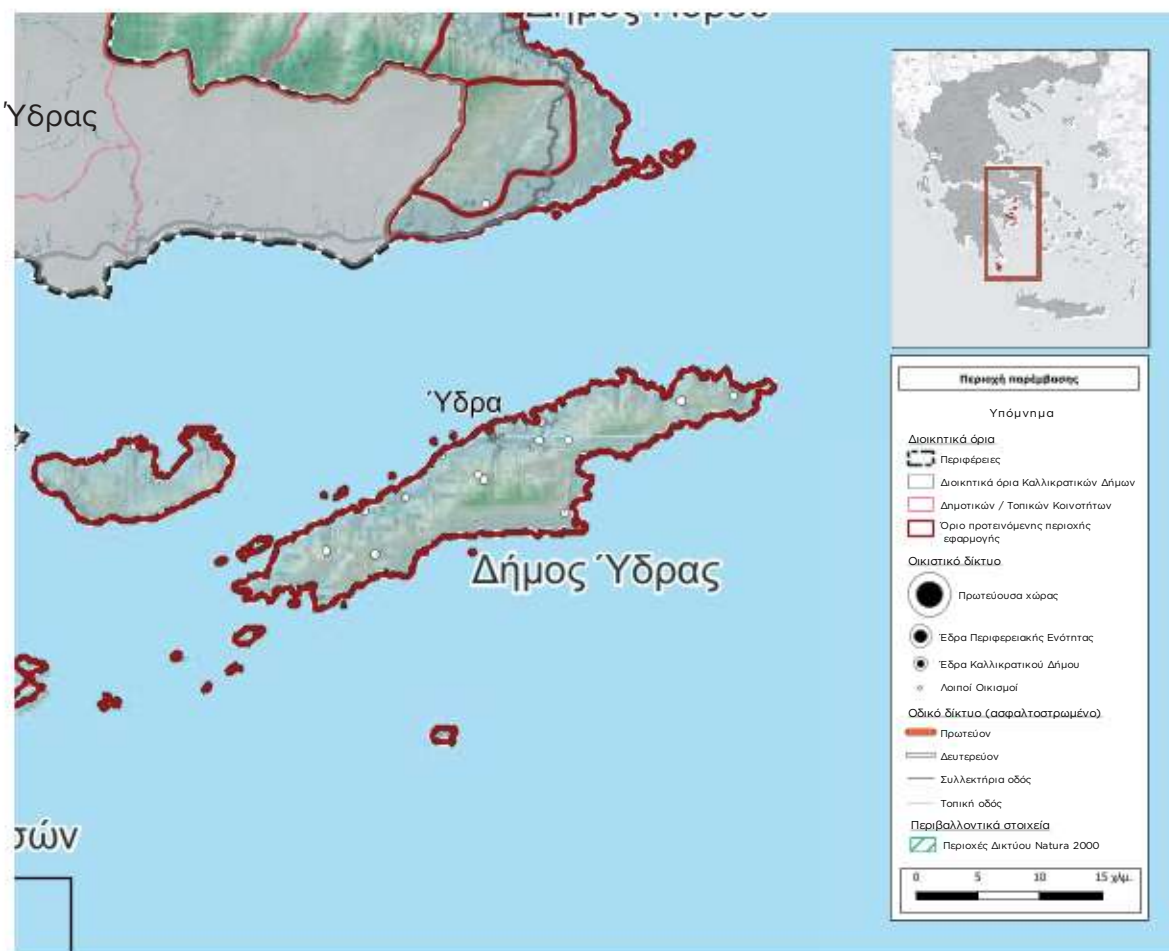 Ύδρας
Ύδρα
Δήμος Ύδρας
σών
Περιοχή παρέμβασης
Υπόμνημα
Διοικητικά όρια
Περιφέρειες
Διοικητικά όρια Καλλικρατικών Δήμων
Δημοτικών / Τοπικών Κοινοτήτων
Όριο προτεινόμενης περιοχής
εφαρμογής
Οικιστικό δίκτυο
Πρωτεύουσα χώρας
Έδρα Περιφερειακής Ενότητας
Έδρα Καλλικρατικού Δήμου
Λοιποί Οικισμοί
Οδικό δίκτυο (ασφαλτοστρωμένο)
Πρωτεύον
Δευτερεύον
Συλλεκτήρια οδός
Τοπική οδός
Περιβαλλοντικά στοιχεία
Περιοχές Δικτύου Natura 2000
0 5 10 15 χλμ.